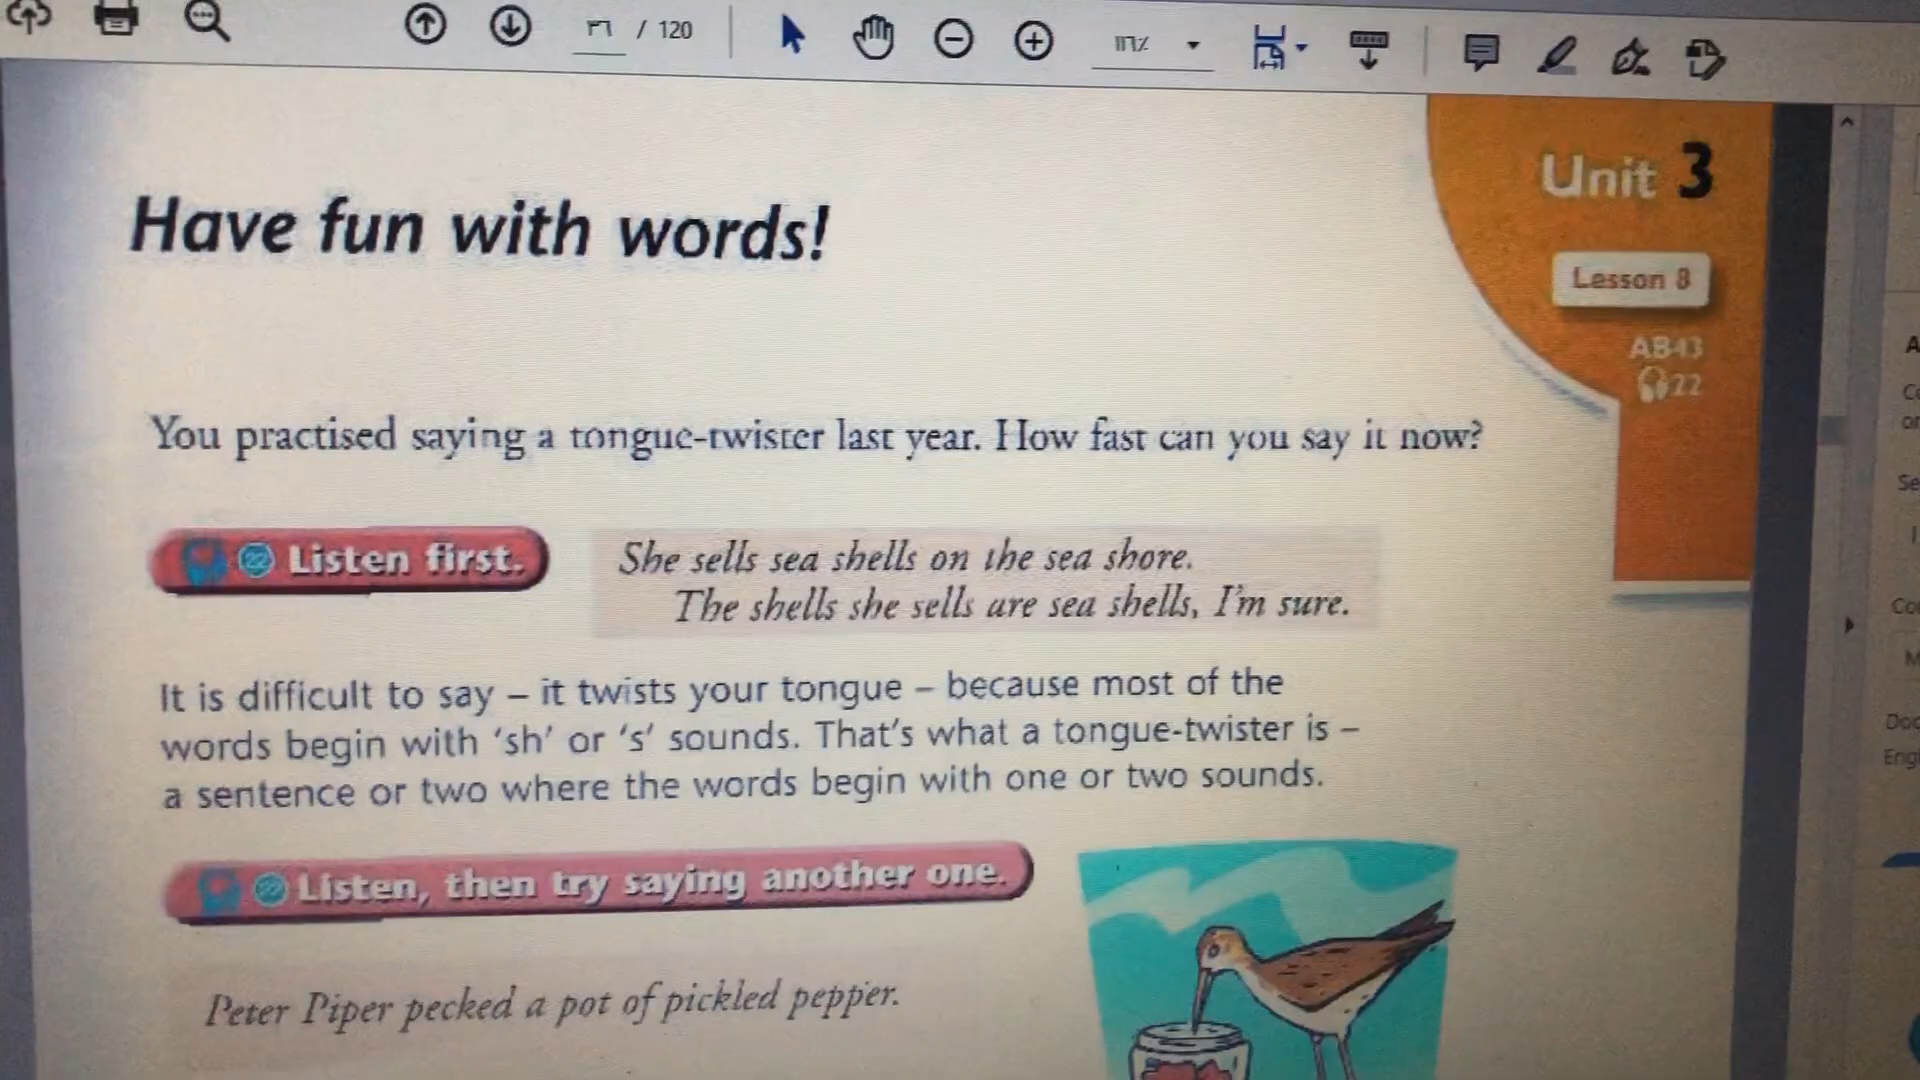 ٣٦ / 120
١١٦٪
Unit 3
Lesson 8
AB43
22
Have fun with words!
You practised saying a tongue-twister last year. How fast can you say it now?
22 Listen first.
She sells sea shells on the sea shore.
The shells she sells are sea shells, I'm sure.
It is difficult to say – it twists your tongue – because most of the
words begin with ‘sh’ or ‘s’ sounds. That's what a tongue-twister is –
a sentence or two where the words begin with one or two sounds.
22 Listen, then try saying another one.
Peter Piper pecked a pot of pickled pepper.